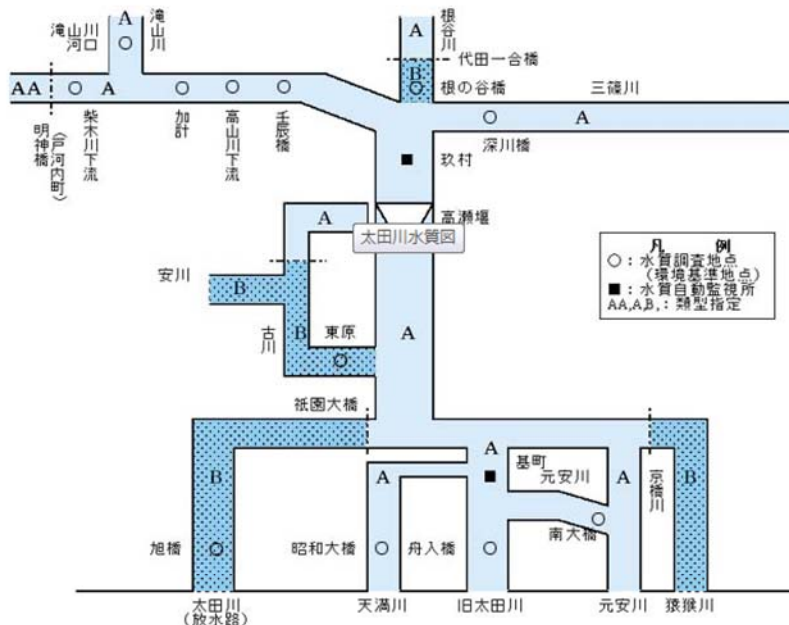 滝山川河口
A
滝山川
A
根谷川
代田一合橋
B
根の谷橋
三篠川
AA
A
柴木川下流
加計
高山川下流
壬辰橋
明神橋
(戸河内町)
深川橋
A
玖村
高瀬堰
A
太田川水質図
安川
B
古川
B
東原
A
凡 例
○:水質調査地点
(環境基準地点)
■:水質自動監視所
AA,A,B,:類型指定
祇園大橋
B
A
A
基町
元安川
A
京橋川
B
南大橋
旭橋
昭和大橋
舟入橋
太田川
(放水路)
天満川
旧太田川
元安川
猿猴川